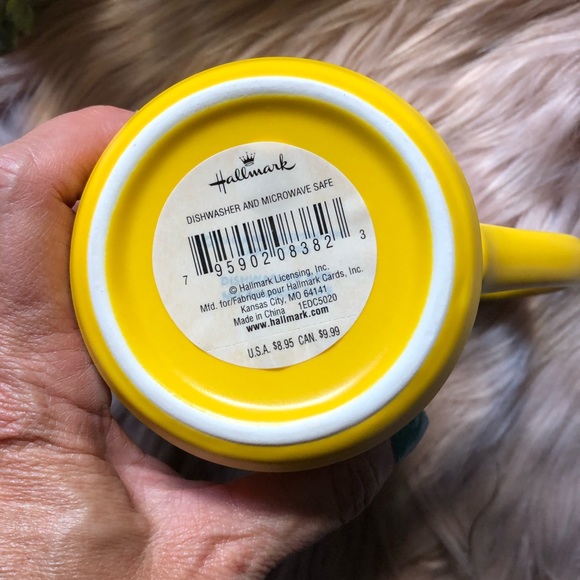 Hallmark
DISHWASHER AND MICROWAVE SAFE
7 95902 08382 3
© Hallmark Licensing, Inc.
Mfd. for/Fabriqué pour Hallmark Cards, Inc.
Kansas City, MO 64141
Made in China 1EDC5020
www.hallmark.com
U.S.A. $8.95 CAN. $9.99